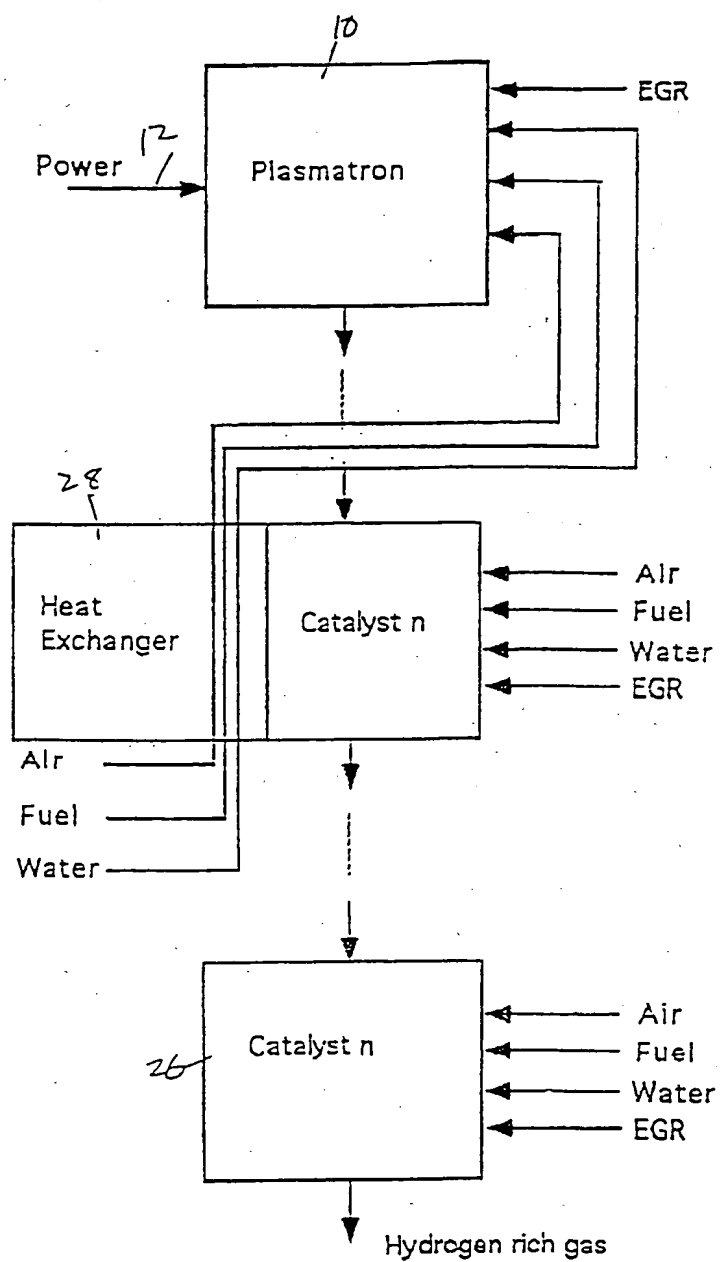 10
EGR
12
Power
Plasmatron
28
Heat
Exchanger
Catalyst n
Air
Fuel
Water
EGR
Air
Fuel
Water
26
Catalyst n
Air
Fuel
Water
EGR
Hydrogen rich gas